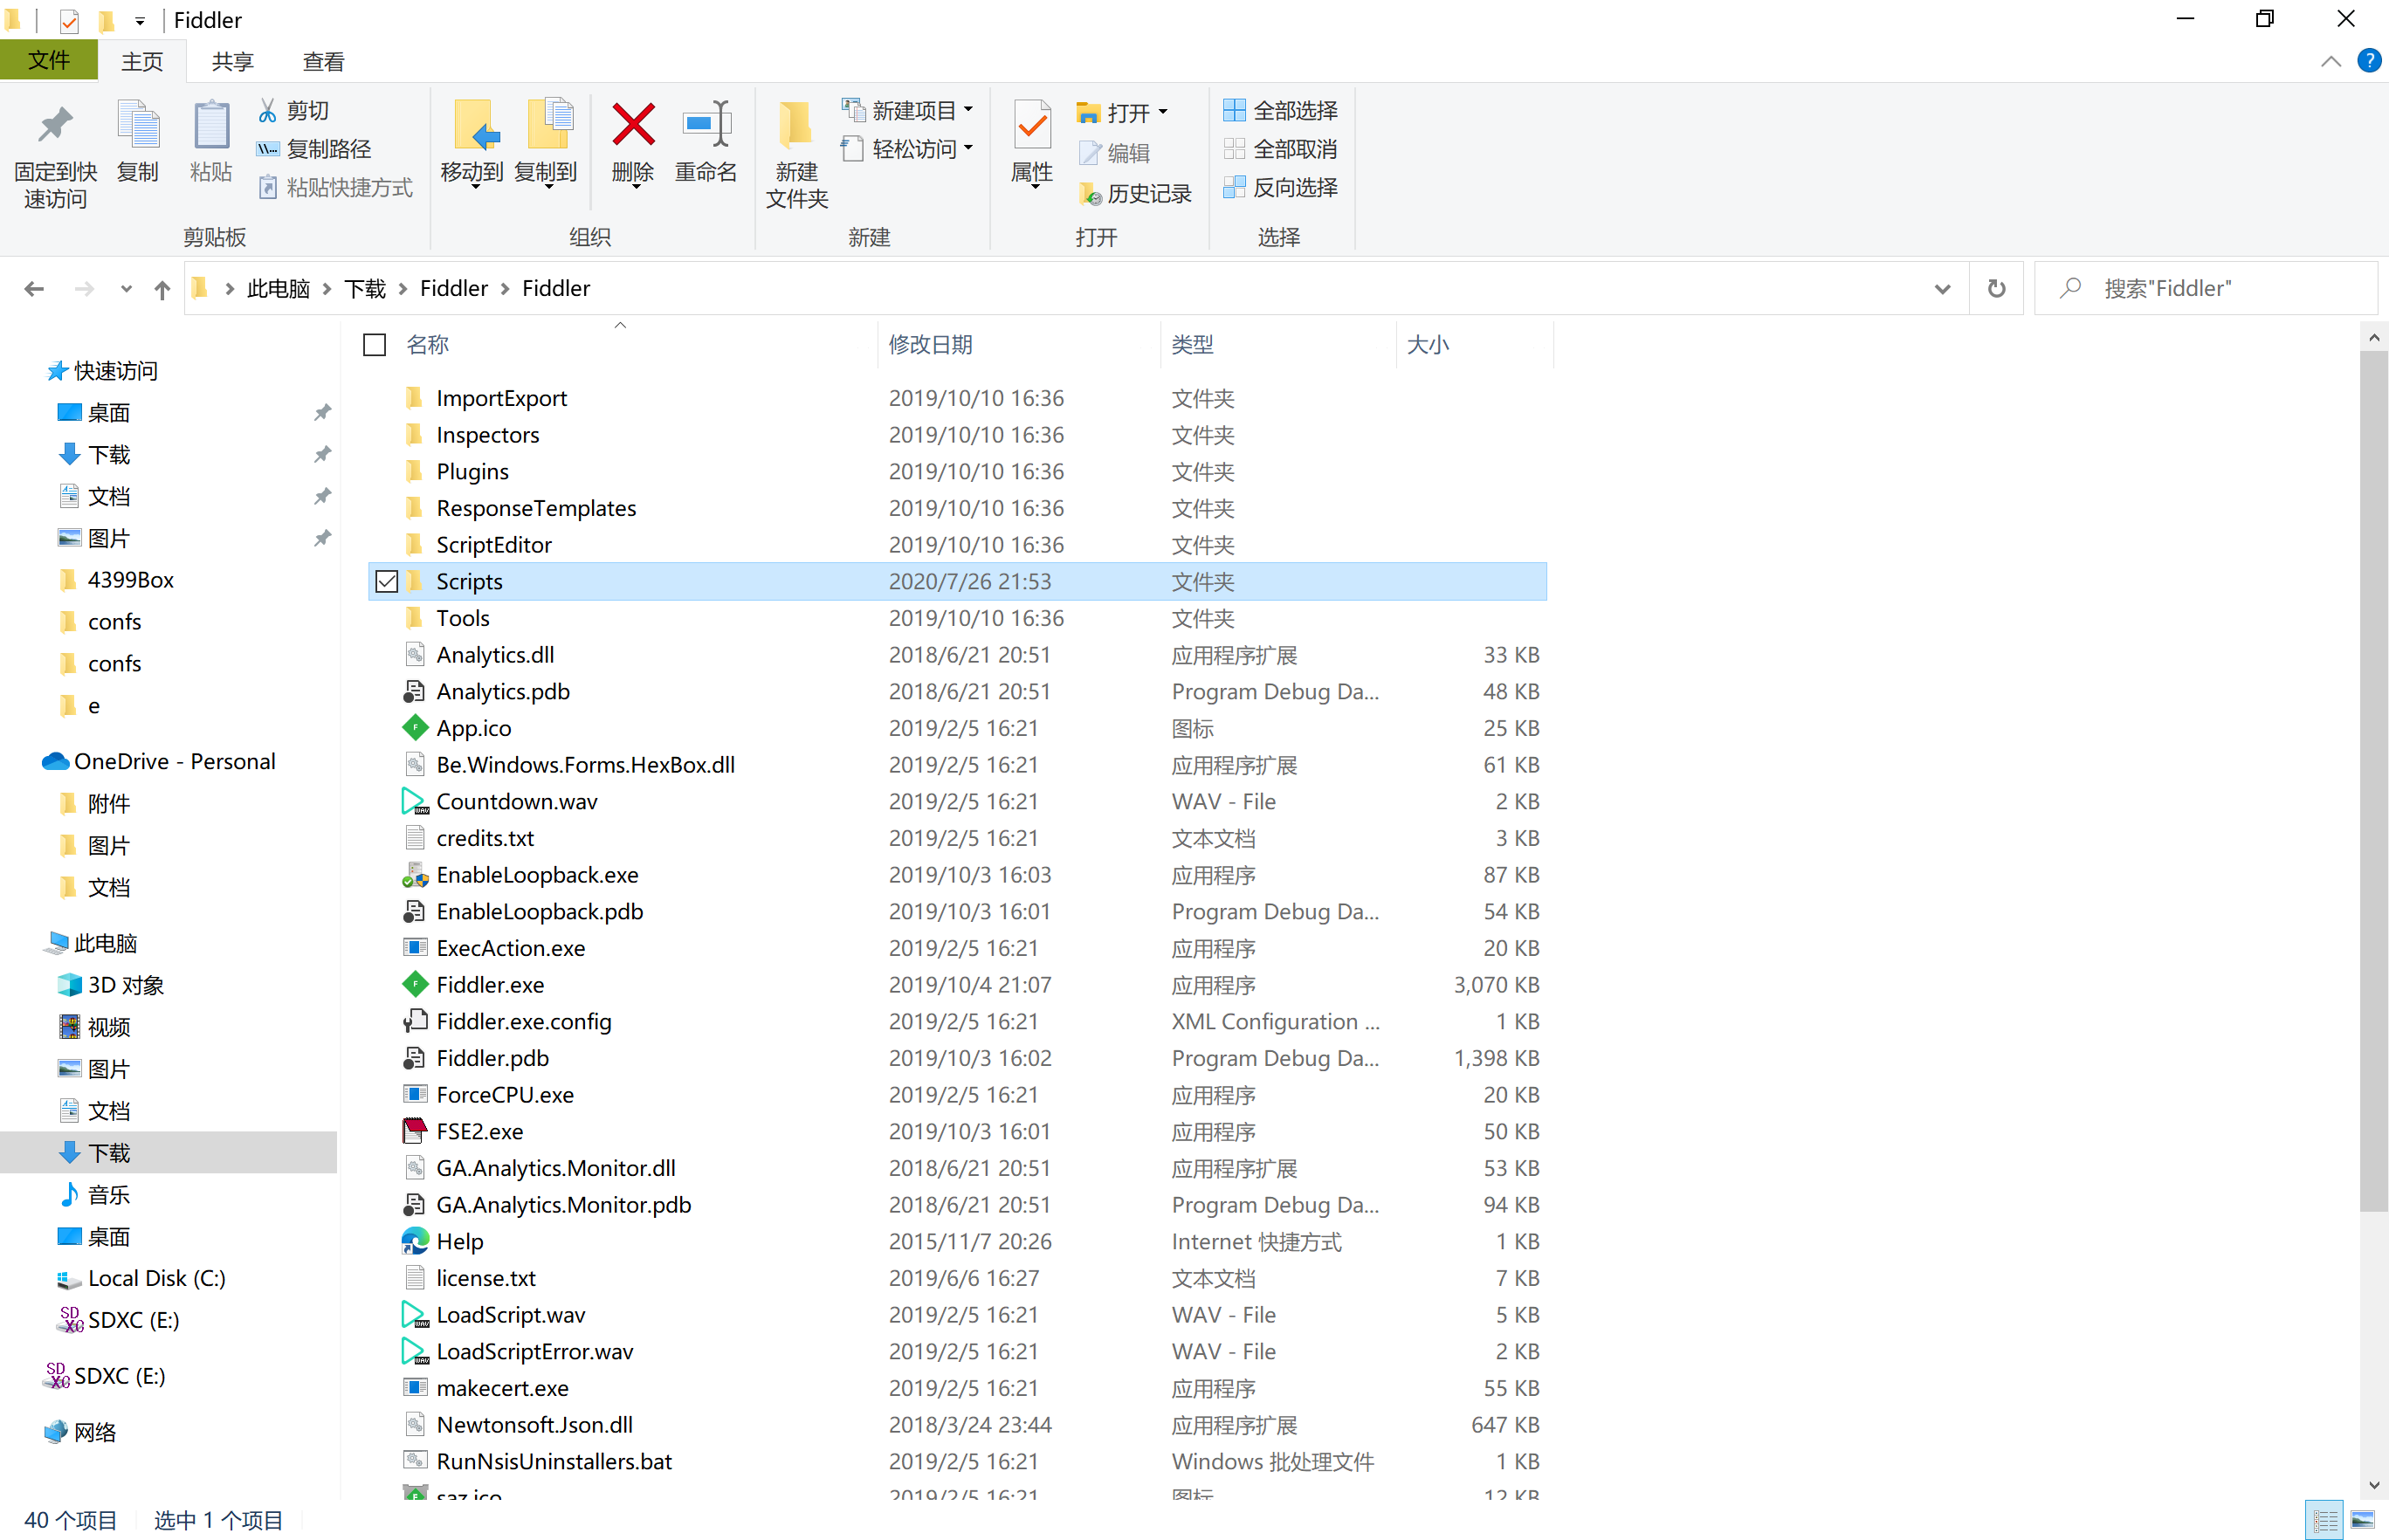 Fiddler
文件 主页 共享 查看
固定到快速访问
复制
粘贴
剪切
复制路径
粘贴快捷方式
剪贴板
移动到
复制到
删除
重命名
组织
新建文件夹
新建项目
轻松访问
新建
属性
打开
编辑
历史记录
打开
全部选择
全部取消
反向选择
选择
此电脑 下载 Fiddler Fiddler
搜索"Fiddler"
快速访问
桌面
下载
文档
图片
4399Box
confs
confs
e
OneDrive - Personal
附件
图片
文档
此电脑
3D 对象
视频
图片
文档
下载
音乐
桌面
Local Disk (C:)
SDXC (E:)
SDXC (E:)
网络
名称 修改日期 类型 大小
ImportExport 2019/10/10 16:36 文件夹
Inspectors 2019/10/10 16:36 文件夹
Plugins 2019/10/10 16:36 文件夹
ResponseTemplates 2019/10/10 16:36 文件夹
ScriptEditor 2019/10/10 16:36 文件夹
Scripts 2020/7/26 21:53 文件夹
Tools 2019/10/10 16:36 文件夹
Analytics.dll 2018/6/21 20:51 应用程序扩展 33 KB
Analytics.pdb 2018/6/21 20:51 Program Debug Da... 48 KB
App.ico 2019/2/5 16:21 图标 25 KB
Be.Windows.Forms.HexBox.dll 2019/2/5 16:21 应用程序扩展 61 KB
Countdown.wav 2019/2/5 16:21 WAV - File 2 KB
credits.txt 2019/2/5 16:21 文本文档 3 KB
EnableLoopback.exe 2019/10/3 16:03 应用程序 87 KB
EnableLoopback.pdb 2019/10/3 16:01 Program Debug Da... 54 KB
ExecAction.exe 2019/2/5 16:21 应用程序 20 KB
Fiddler.exe 2019/10/4 21:07 应用程序 3,070 KB
Fiddler.exe.config 2019/2/5 16:21 XML Configuration ... 1 KB
Fiddler.pdb 2019/10/3 16:02 Program Debug Da... 1,398 KB
ForceCPU.exe 2019/2/5 16:21 应用程序 20 KB
FSE2.exe 2019/10/3 16:01 应用程序 50 KB
GA.Analytics.Monitor.dll 2018/6/21 20:51 应用程序扩展 53 KB
GA.Analytics.Monitor.pdb 2018/6/21 20:51 Program Debug Da... 94 KB
Help 2015/11/7 20:26 Internet 快捷方式 1 KB
license.txt 2019/6/6 16:27 文本文档 7 KB
LoadScript.wav 2019/2/5 16:21 WAV - File 5 KB
LoadScriptError.wav 2019/2/5 16:21 WAV - File 2 KB
makecert.exe 2019/2/5 16:21 应用程序 55 KB
Newtonsoft.Json.dll 2018/3/24 23:44 应用程序扩展 647 KB
RunNsisUninstallers.bat 2019/2/5 16:21 Windows 批处理文件 1 KB
saz.ico 2019/2/5 16:21 图标 12 KB
40 个项目 选中 1 个项目